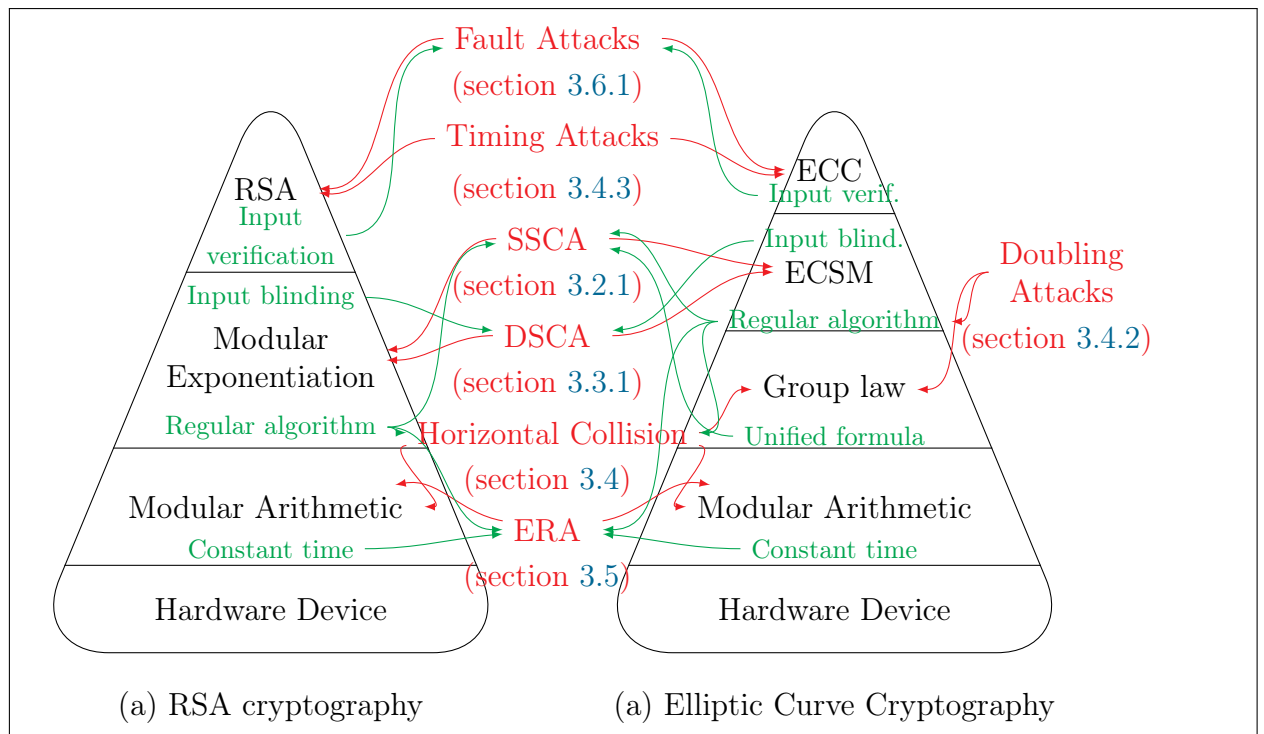 Fault Attacks
(section 3.6.1)
Timing Attacks
(section 3.4.3)
SSCA
(section 3.2.1)
DSCA
(section 3.3.1)
Horizontal Collision
(section 3.4)
ERA
(section 3.5)
RSA
Input
verification
Input blinding
Modular
Exponentiation
Regular algorithm
Modular Arithmetic
Constant time
Hardware Device
(a) RSA cryptography
ECC
Input verif.
Input blind.
ECSM
Regular algorithm
Group law
Unified formula
Modular Arithmetic
Constant time
Hardware Device
Doubling
Attacks
(section 3.4.2)
(a) Elliptic Curve Cryptography